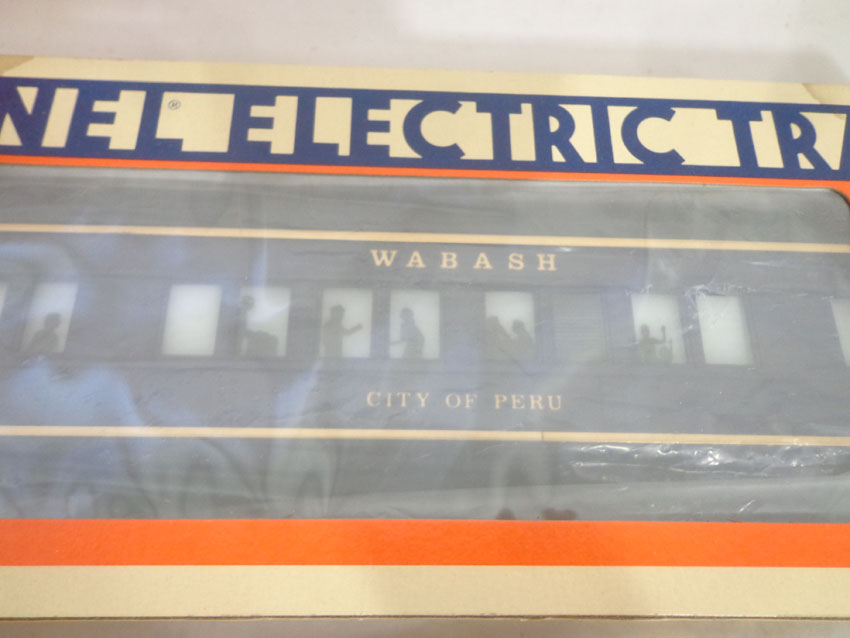 NEL® ELECTRIC TR
WABASH
CITY OF PERU